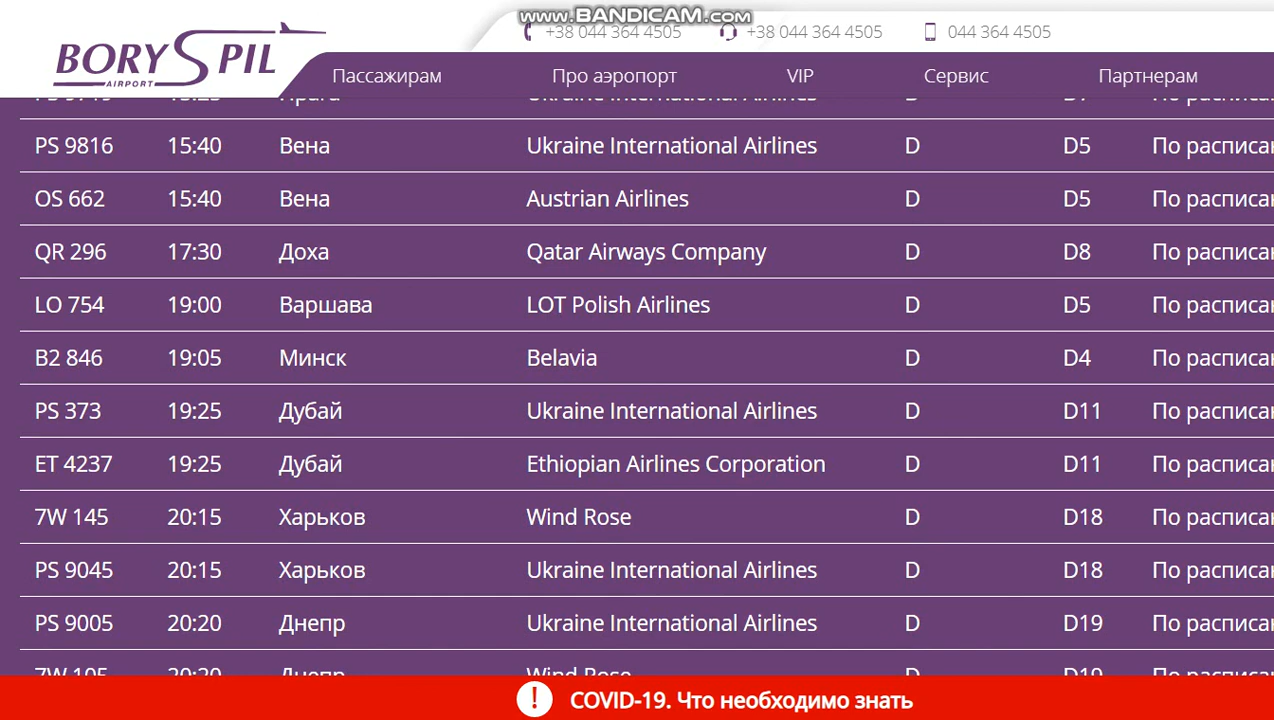 www.BANDICAM.com
+38 044 364 4505 +38 044 364 4505 044 364 4505
BORYSPIL
AIRPORT
Пассажирам Про аэропорт VIP Сервис Партнерам
PS 9816 15:40 Вена Ukraine International Airlines D D5 По расписан
OS 662 15:40 Вена Austrian Airlines D D5 По расписан
QR 296 17:30 Доха Qatar Airways Company D D8 По расписан
LO 754 19:00 Варшава LOT Polish Airlines D D5 По расписан
B2 846 19:05 Минск Belavia D D4 По расписан
PS 373 19:25 Дубай Ukraine International Airlines D D11 По расписан
ET 4237 19:25 Дубай Ethiopian Airlines Corporation D D11 По расписан
7W 145 20:15 Харьков Wind Rose D D18 По расписан
PS 9045 20:15 Харьков Ukraine International Airlines D D18 По расписан
PS 9005 20:20 Днепр Ukraine International Airlines D D19 По расписан
7W 105 20:20 Днепр Wind Rose D D19 По расписан
! COVID-19. Что необходимо знать